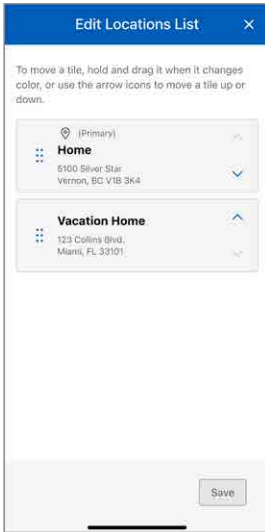 Edit Locations List
To move a tile, hold and drag it when it changes
color, or use the arrow icons to move a tile up or
down.
(Primary)
Home
5100 Silver Star
Vernon, BC V1B 3K4
Vacation Home
123 Collins Blvd.
Miami, FL 33101
Save